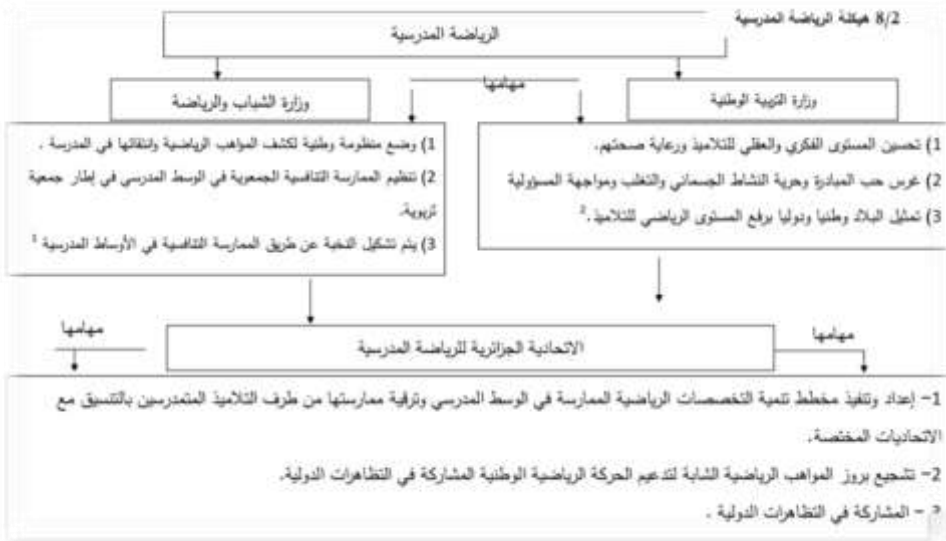 8/2 هيكلة الرياضة المدرسية
الرياضة المدرسية
مهامها
وزارة التربية الوطنية
وزارة الشباب والرياضة
1) تحسين المستوى الفكري والعقلي للتلاميذ ورعاية صحتهم.
2) غرس حب المبادرة وحرية النشاط الجسماني والتغلب ومواجهة المسؤولية
3) تمثيل البلاد وطنيا ودوليا برفع المستوى الرياضي للتلاميذ.2
1) وضع منظومة وطنية لكشف المواهب الرياضية وانتقائها في المدرسة .
2) تنظيم الممارسة التنافسية الجمعوية في الوسط المدرسي في إطار جمعية
تربوية.
3) يتم تشكيل النخبة عن طريق الممارسة التنافسية في الأوساط المدرسية 1
مهامها
الاتحادية الجزائرية للرياضة المدرسية
مهامها
1- إعداد وتنفيذ مخطط تنمية التخصصات الرياضية الممارسة في الوسط المدرسي وترقية ممارستها من طرف التلاميذ المتمدرسين بالتنسيق مع
الاتحاديات المختصة.
2- تشجيع بروز المواهب الرياضية الشابة لتدعيم الحركة الرياضية الوطنية المشاركة في التظاهرات الدولية.
3 - المشاركة في التظاهرات الدولية .